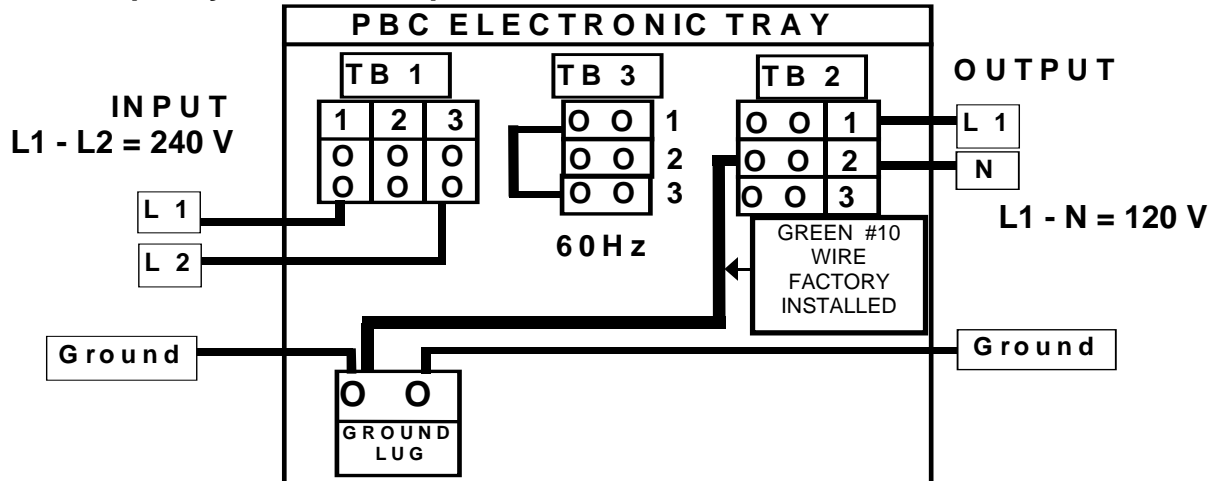 PBC ELECTRONIC TRAY
TB 1
TB 3
TB 2
OUTPUT
INPUT
L1 - L2 = 240 V
1 2 3
O O O
O O O
O O 1
O O 2
O O 3
O O 1
O O 2
O O 3
L 1
N
L1 - N = 120 V
L 1
L 2
60Hz
GREEN #10
WIRE
FACTORY
INSTALLED
Ground
Ground
O O
GROUND
LUG